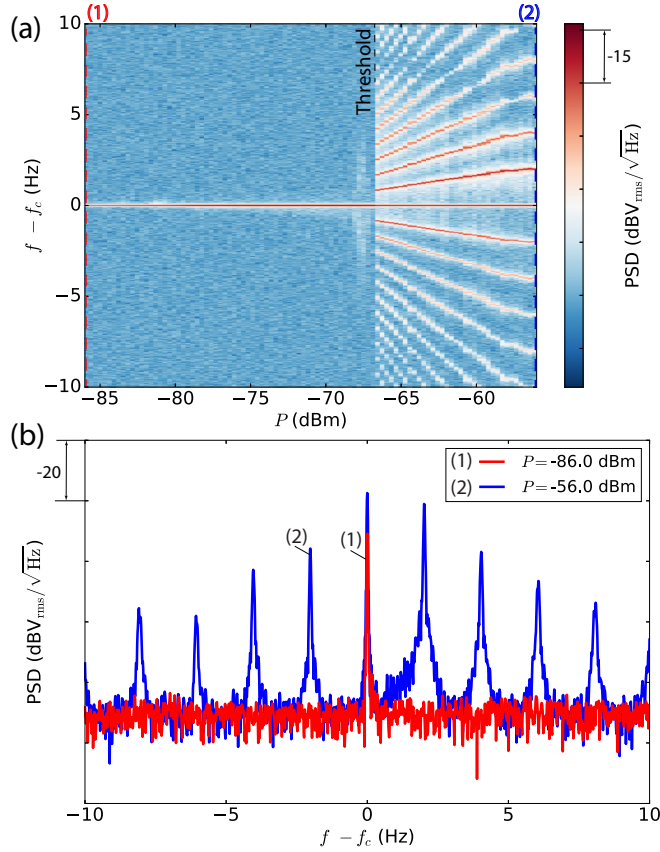 (a)
(1)
(2)
10
5
0
−5
−10
f − f_c (Hz)
Threshold
−85
−80
−75
−70
−65
−60
P (dBm)
-15
PSD (dBV_rms/√Hz)
(b)
-20
(1) P=-86.0 dBm
(2) P=-56.0 dBm
(2)
(1)
PSD (dBV_rms/√Hz)
−10
−5
0
5
10
f − f_c (Hz)